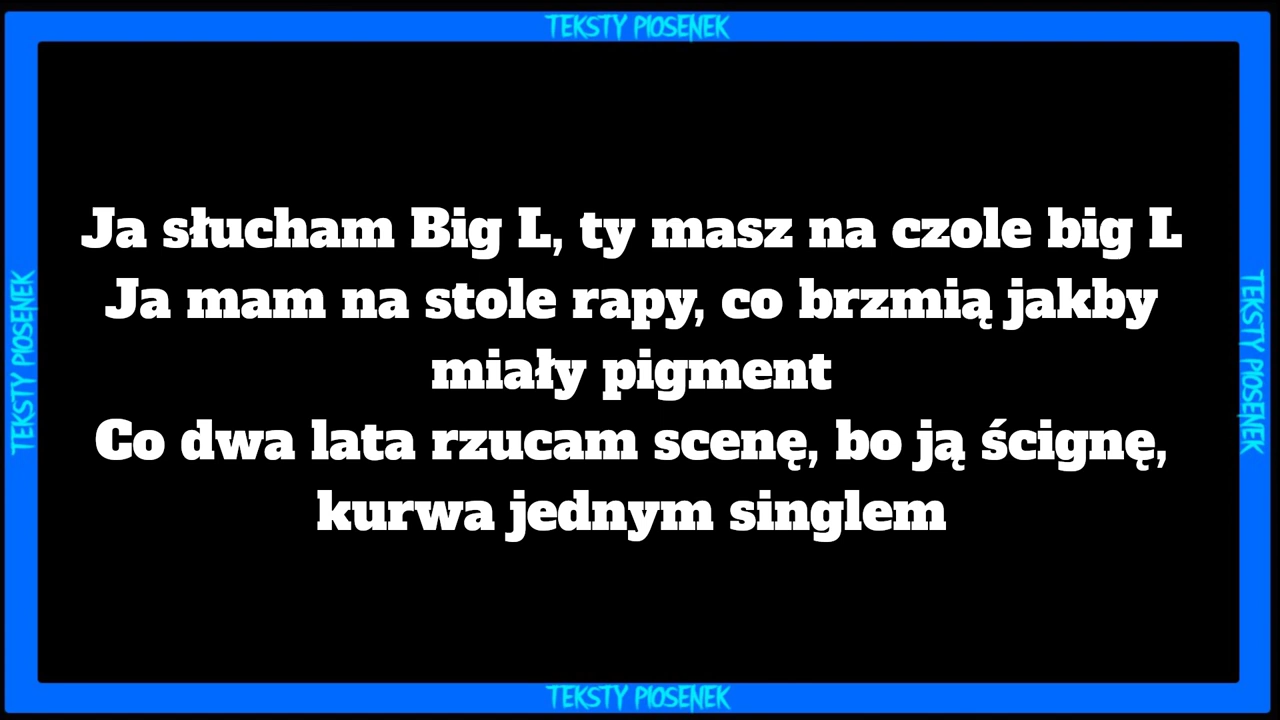 TEKSTY PIOSENEK
Ja słucham Big L, ty masz na czole big L
Ja mam na stole rapy, co brzmią jakby
miały pigment
Co dwa lata rzucam scenę, bo ją ścignę,
kurwa jednym singlem
TEKSTY PIOSENEK
TEKSTY PIOSENEK
TEKSTY PIOSENEK